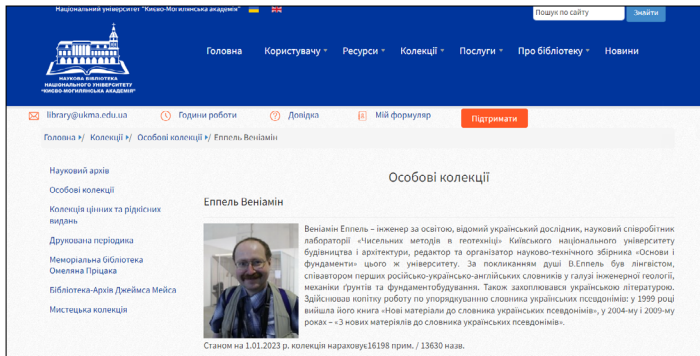 Національний університет "Києво-Могилянська академія"
Пошук по сайту
Знайти
НАУКОВА БІБЛІОТЕКА
НАЦІОНАЛЬНОГО УНІВЕРСИТЕТУ
"КИЄВО-МОГИЛЯНСЬКА АКАДЕМІЯ"
Головна Користувачу Ресурси Колекції Послуги Про бібліотеку Новини
library@ukma.edu.ua Години роботи Довідка Мій формуляр Підтримати
Головна / Колекції / Особові колекції / Еппель Веніамін
Науковий архів
Особові колекції
Колекція цінних та рідкісних
видань
Друкована періодика
Меморіальна бібліотека
Омеляна Пріцака
Бібліотека-Архів Джеймса Мейса
Мистецька колекція
Особові колекції
Еппель Веніамін
Веніамін Еппель – інженер за освітою, відомий український дослідник, науковий співробітник
лабораторії «Чисельних методів в геотехніці» Київського національного університету
будівництва і архітектури, редактор та організатор науково-технічного збірника «Основи і
фундаменти» цього ж університету. За покликанням душі В.Еппель був лінгвістом,
співавтором перших російсько-українсько-англійських словників у галузі інженерної геології,
механіки ґрунтів та фундаментобудування. Також захоплювався українською літературою.
Здійснював копітку роботу по упорядкуванню словника українських псевдонімів: у 1999 році
вийшла його книга «Нові матеріали до словника українських псевдонімів», у 2004-му і 2009-му
роках – «З нових матеріялів до словника українських псевдонімів».
Станом на 1.01.2023 р. колекція нараховує16198 прим. / 13630 назв.